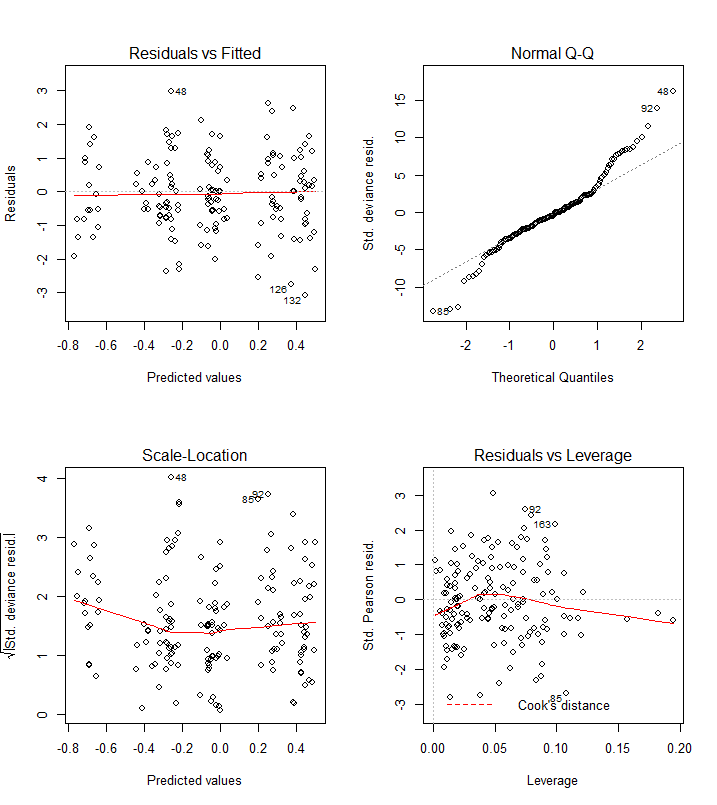 Residuals vs Fitted
Residuals
3
2
1
0
-1
-2
-3
48
126
132
-0.8 -0.6 -0.4 -0.2 0.0 0.2 0.4
Predicted values
Normal Q-Q
Std. deviance resid.
15
10
5
0
-5
-10
48
92
85
-2 -1 0 1 2
Theoretical Quantiles
Scale-Location
√|Std. deviance resid.|
4
3
2
1
0
48
92
85
-0.8 -0.6 -0.4 -0.2 0.0 0.2 0.4
Predicted values
Residuals vs Leverage
Std. Pearson resid.
3
2
1
0
-1
-2
-3
92
163
85
Cook's distance
0.00 0.05 0.10 0.15 0.20
Leverage